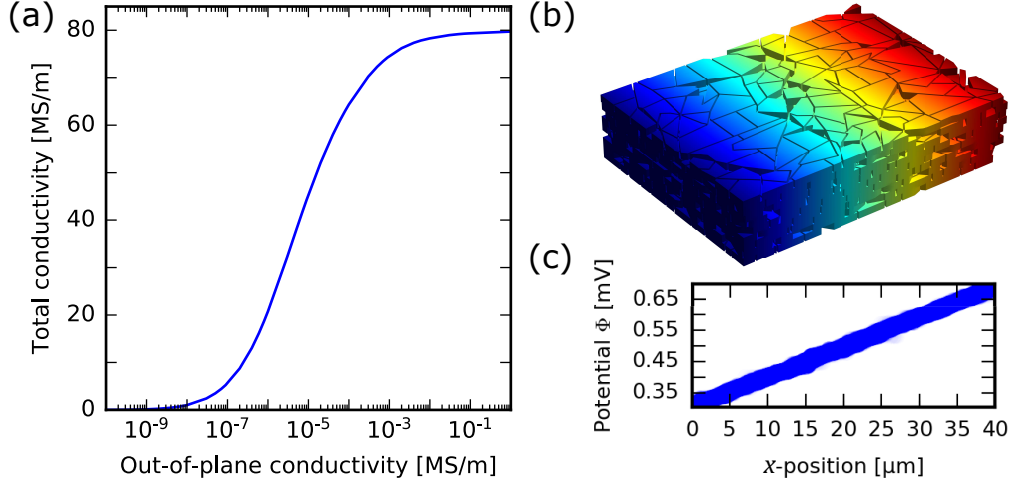 (a)
Total conductivity [MS/m]
80
60
40
20
0
10^-9 10^-7 10^-5 10^-3 10^-1
Out-of-plane conductivity [MS/m]
(b)
(c)
Potential Φ [mV]
0.65
0.55
0.45
0.35
0 5 10 15 20 25 30 35 40
x-position [μm]